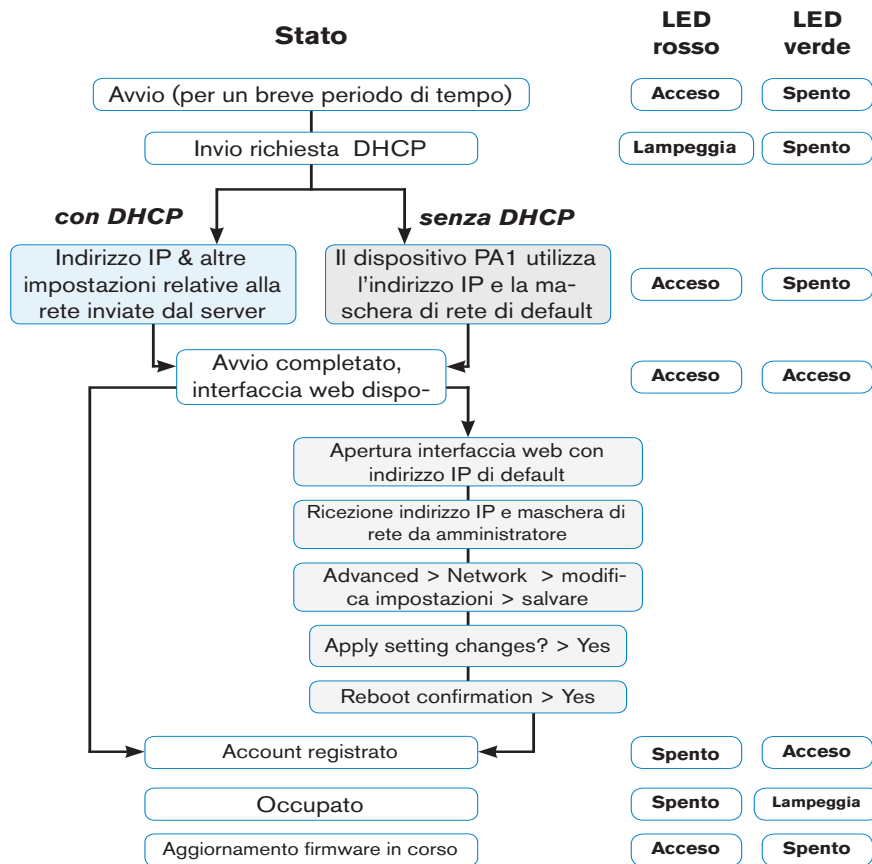 Stato
LED
rosso
LED
verde
Avvio (per un breve periodo di tempo)
Acceso
Spento
Invio richiesta DHCP
Lampeggia
Spento
con DHCP
senza DHCP
Indirizzo IP & altre
impostazioni relative alla
rete inviate dal server
Il dispositivo PA1 utilizza
l'indirizzo IP e la ma-
schera di rete di default
Acceso
Spento
Avvio completato,
interfaccia web dispo-
Acceso
Acceso
Apertura interfaccia web con
indirizzo IP di default
Ricezione indirizzo IP e maschera di
rete da amministratore
Advanced > Network > modifi-
ca impostazioni > salvare
Apply setting changes? > Yes
Reboot confirmation > Yes
Account registrato
Spento
Acceso
Occupato
Spento
Lampeggia
Aggiornamento firmware in corso
Acceso
Spento